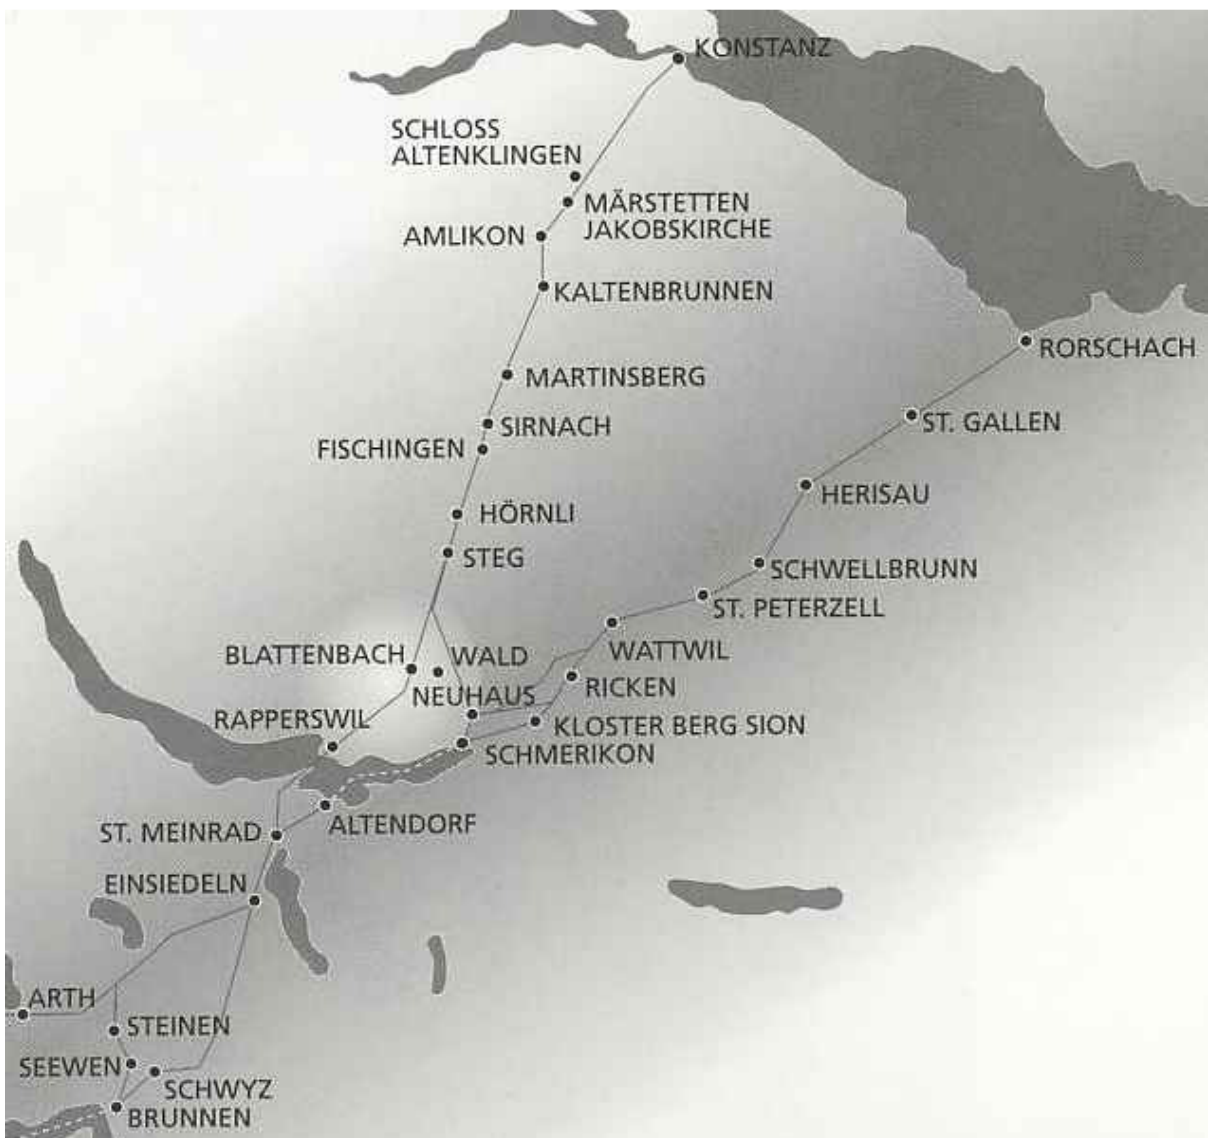 KONSTANZ
SCHLOSS
ALTENKLINGEN
MÄRSTETTEN
JAKOBSKIRCHE
AMLIKON
KALTENBRUNNEN
RORSCHACH
MARTINSBERG
ST. GALLEN
SIRNACH
FISCHINGEN
HERISAU
HÖRNLI
STEG
SCHWELLBRUNN
ST. PETERZELL
WATTWIL
BLATTENBACH
WALD
RICKEN
NEUHAUS
KLOSTER BERG SION
RAPPERSWIL
SCHMERIKON
ALTENDORF
ST. MEINRAD
EINSIEDELN
ARTH
STEINEN
SEEWEN
SCHWYZ
BRUNNEN